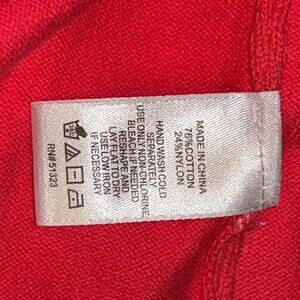 MADE IN CHINA
76%COTTON
24%NYLON
HAND WASH COLD
SEPARATELY
USE ONLY NON-CHLORINE
BLEACH IF NEEDED
RESHAPE AND
LAY FLAT TO DRY
USE LOW IRON
IF NECESSARY
RN#51323